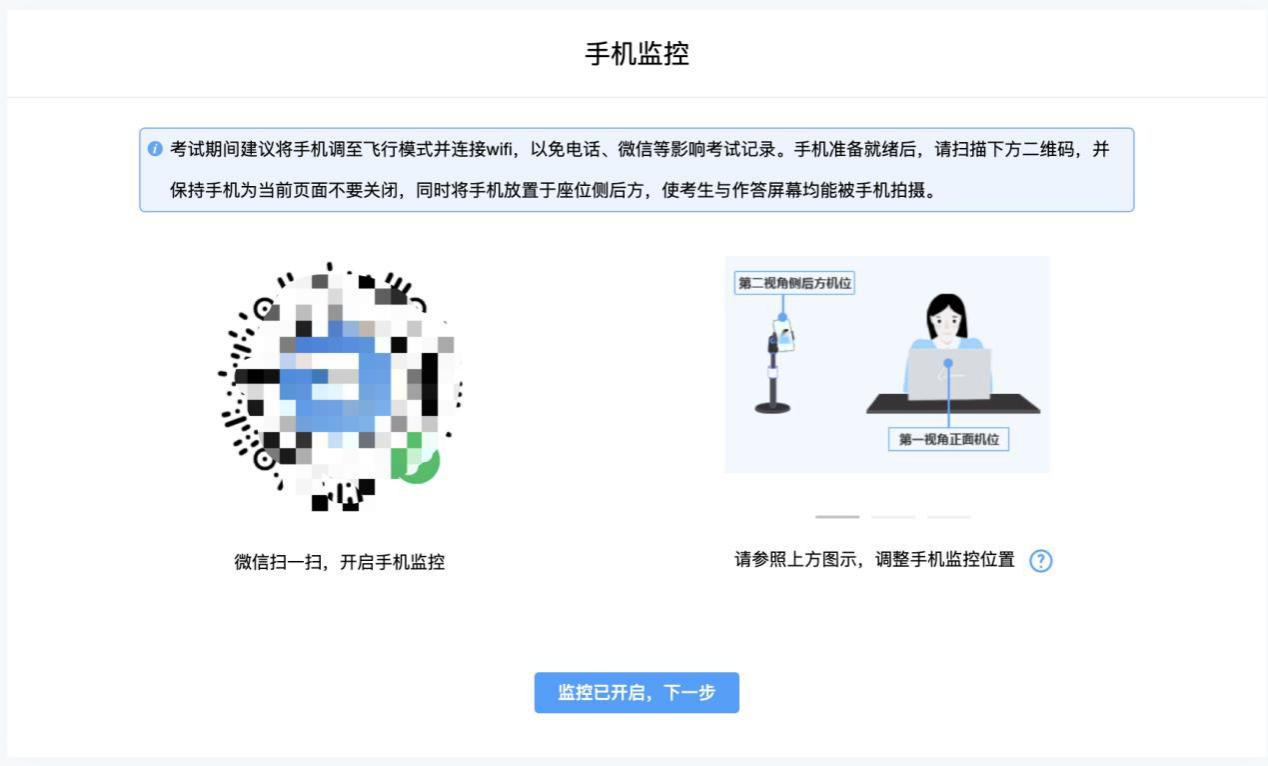 手机监控
考试期间建议将手机调至飞行模式并连接wifi，以免电话、微信等影响考试记录。手机准备就绪后，请扫描下方二维码，并
保持手机为当前页面不要关闭，同时将手机放置于座位侧后方，使考生与作答屏幕均能被手机拍摄。
第二视角侧后方机位
第一视角正面机位
微信扫一扫，开启手机监控
请参照上方图示，调整手机监控位置 ?
监控已开启，下一步